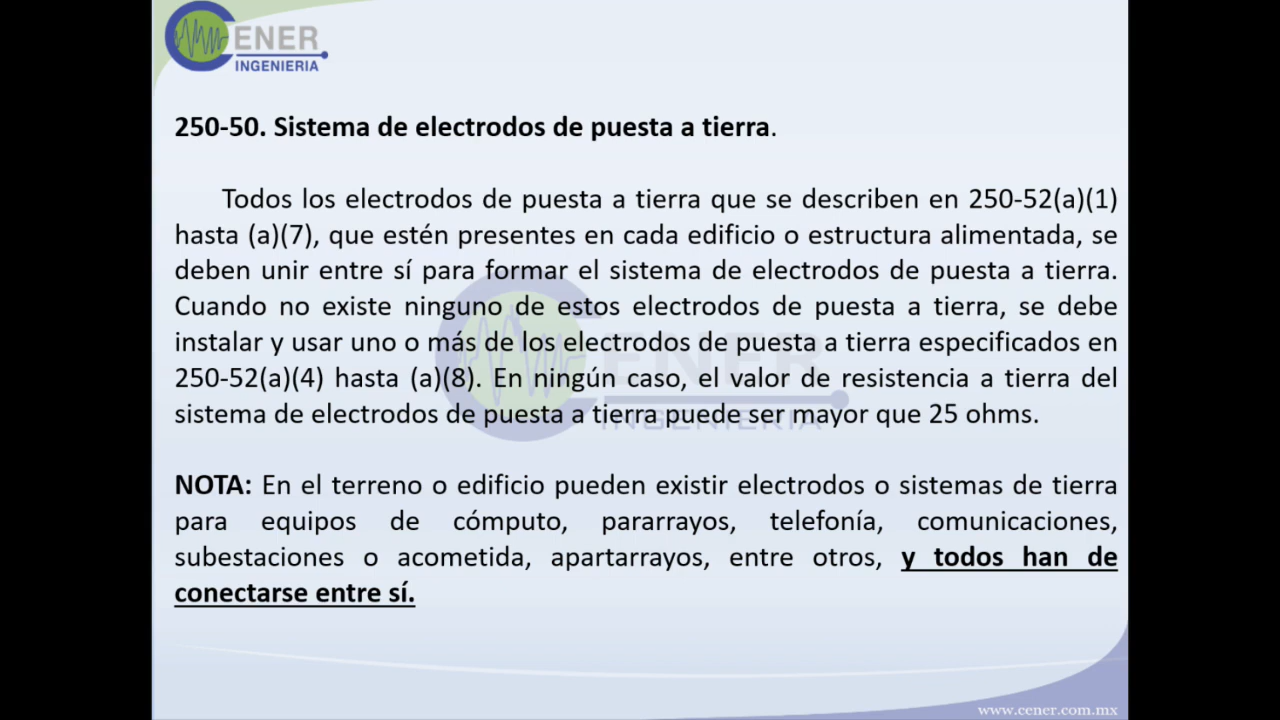 CENER
INGENIERIA
250-50. Sistema de electrodos de puesta a tierra.
Todos los electrodos de puesta a tierra que se describen en 250-52(a)(1)
hasta (a)(7), que estén presentes en cada edificio o estructura alimentada, se
deben unir entre sí para formar el sistema de electrodos de puesta a tierra.
Cuando no existe ninguno de estos electrodos de puesta a tierra, se debe
instalar y usar uno o más de los electrodos de puesta a tierra especificados en
250-52(a)(4) hasta (a)(8). En ningún caso, el valor de resistencia a tierra del
sistema de electrodos de puesta a tierra puede ser mayor que 25 ohms.
CENER
INGENIERIA
NOTA: En el terreno o edificio pueden existir electrodos o sistemas de tierra
para equipos de cómputo, pararrayos, telefonía, comunicaciones,
subestaciones o acometida, apartarrayos, entre otros, y todos han de
conectarse entre sí.
www.cener.com.mx